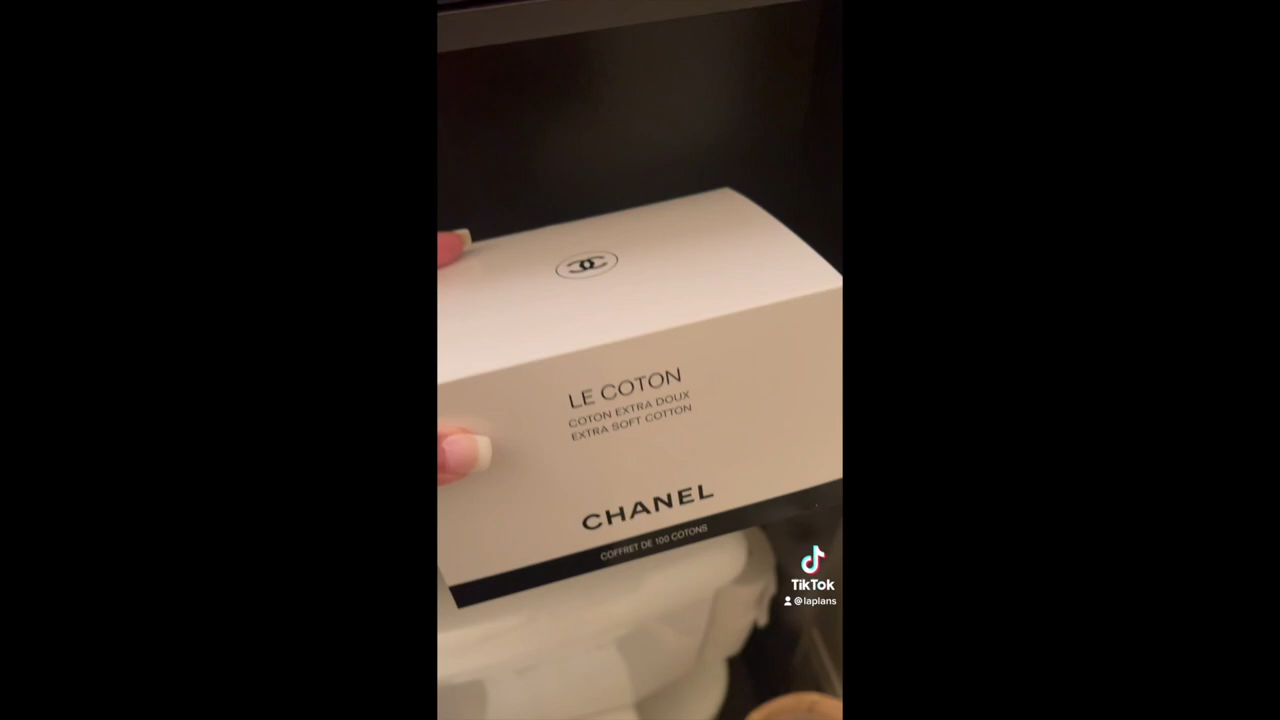 LE COTON
COTON EXTRA DOUX
EXTRA SOFT COTTON
CHANEL
COFFRET DE 100 COTONS
TikTok
@laplans